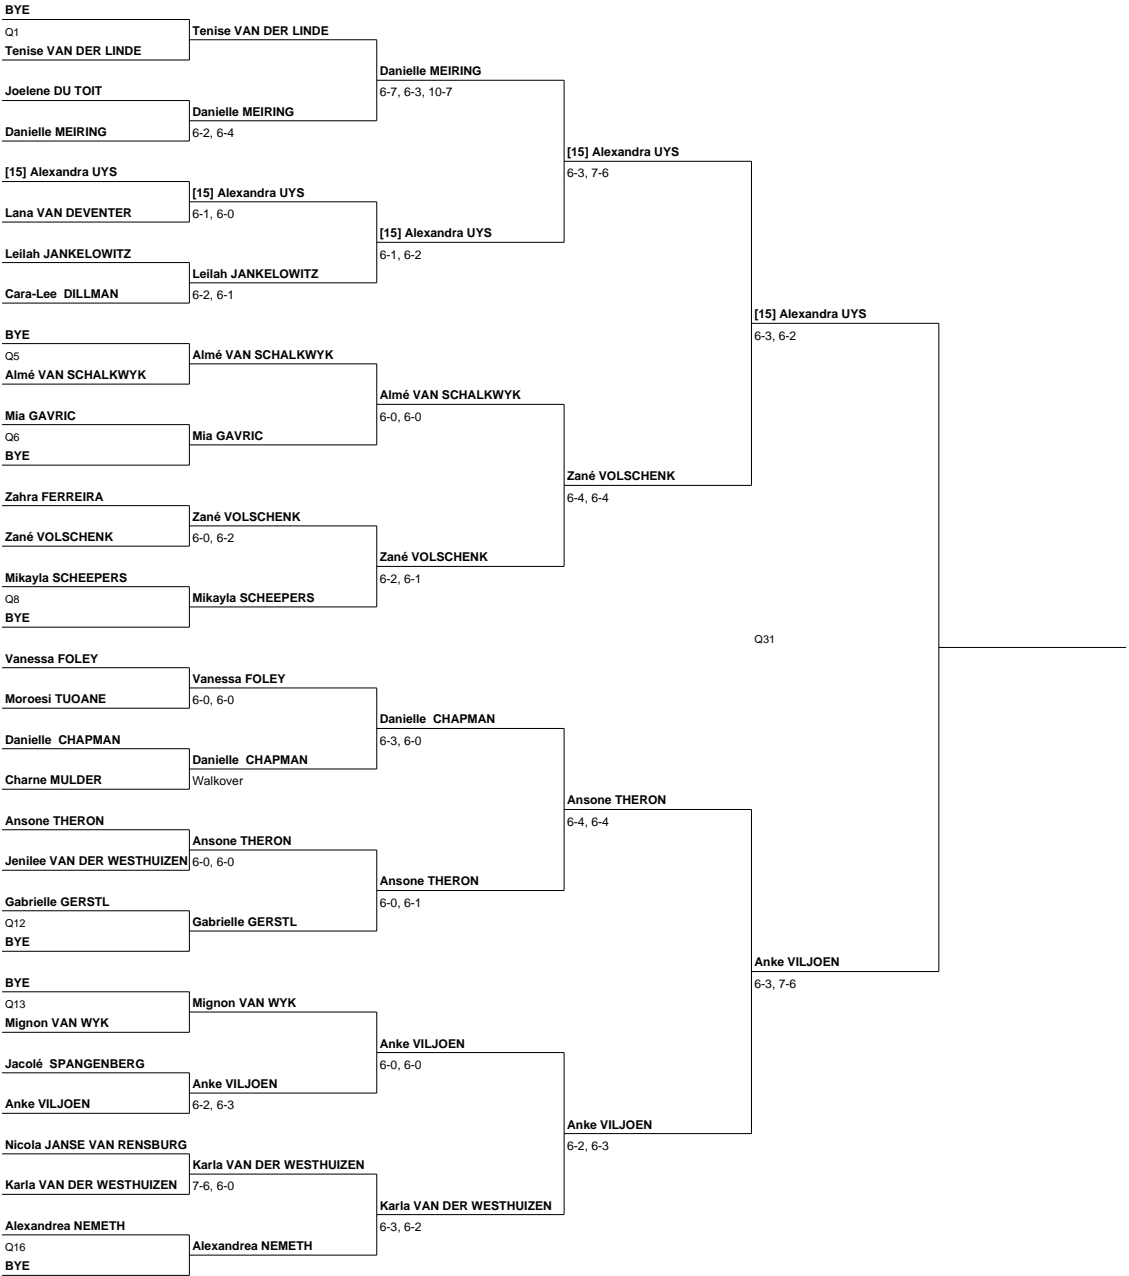 BYE
Q1
Tenise VAN DER LINDE
Tenise VAN DER LINDE
Joelene DU TOIT
Danielle MEIRING
Danielle MEIRING
6-2, 6-4
Danielle MEIRING
6-7, 6-3, 10-7
[15] Alexandra UYS
Lana VAN DEVENTER
[15] Alexandra UYS
6-1, 6-0
Leilah JANKELOWITZ
Cara-Lee DILLMAN
Leilah JANKELOWITZ
6-2, 6-1
[15] Alexandra UYS
6-1, 6-2
[15] Alexandra UYS
6-3, 7-6
BYE
Q5
Almé VAN SCHALKWYK
Almé VAN SCHALKWYK
Mia GAVRIC
Q6
BYE
Mia GAVRIC
Almé VAN SCHALKWYK
6-0, 6-0
Zahra FERREIRA
Zané VOLSCHENK
Zané VOLSCHENK
6-0, 6-2
Mikayla SCHEEPERS
Q8
BYE
Mikayla SCHEEPERS
Zané VOLSCHENK
6-2, 6-1
Zané VOLSCHENK
6-4, 6-4
[15] Alexandra UYS
6-3, 6-2
Q31
Vanessa FOLEY
Moroesi TUOANE
Vanessa FOLEY
6-0, 6-0
Danielle CHAPMAN
Charne MULDER
Danielle CHAPMAN
Walkover
Danielle CHAPMAN
6-3, 6-0
Ansone THERON
Jenilee VAN DER WESTHUIZEN
Ansone THERON
6-0, 6-0
Gabrielle GERSTL
Q12
BYE
Gabrielle GERSTL
Ansone THERON
6-0, 6-1
Ansone THERON
6-4, 6-4
BYE
Q13
Mignon VAN WYK
Mignon VAN WYK
Jacolé SPANGENBERG
Anke VILJOEN
Anke VILJOEN
6-2, 6-3
Anke VILJOEN
6-0, 6-0
Nicola JANSE VAN RENSBURG
Karla VAN DER WESTHUIZEN
Karla VAN DER WESTHUIZEN
7-6, 6-0
Alexandrea NEMETH
Q16
BYE
Alexandrea NEMETH
Karla VAN DER WESTHUIZEN
6-3, 6-2
Anke VILJOEN
6-2, 6-3
Anke VILJOEN
6-3, 7-6